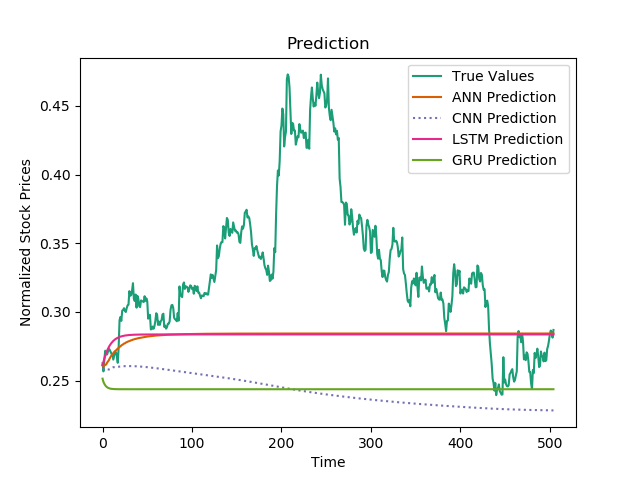 Prediction
True Values
ANN Prediction
CNN Prediction
LSTM Prediction
GRU Prediction
0.45
0.40
0.35
0.30
0.25
Normalized Stock Prices
0 100 200 300 400 500
Time